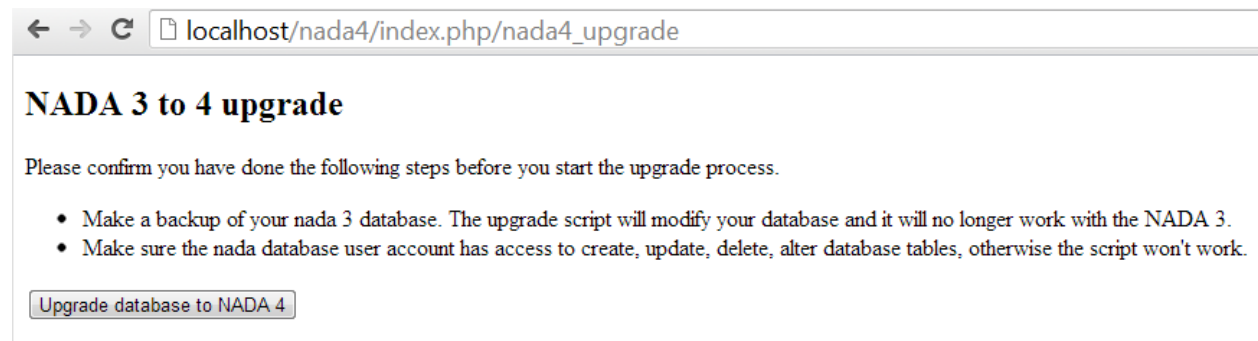 localhost/nada4/index.php/nada4_upgrade
NADA 3 to 4 upgrade
Please confirm you have done the following steps before you start the upgrade process.
• Make a backup of your nada 3 database. The upgrade script will modify your database and it will no longer work with the NADA 3.
• Make sure the nada database user account has access to create, update, delete, alter database tables, otherwise the script won't work.
Upgrade database to NADA 4